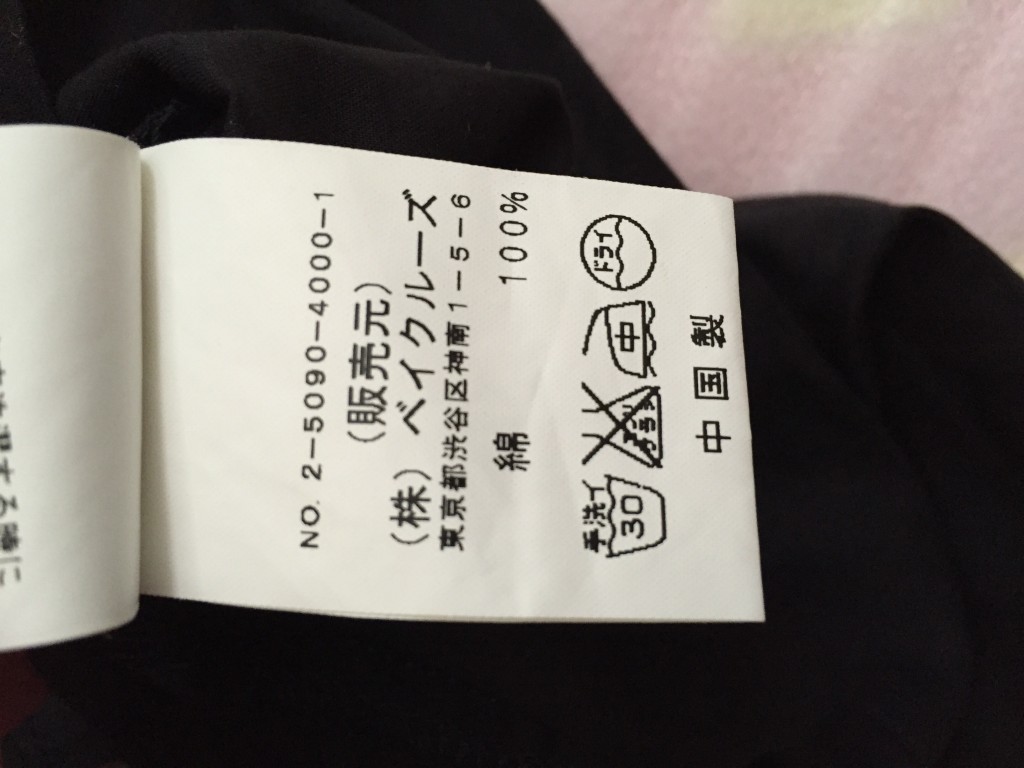 NO. 2-5090-4000-1
(販売元)
(株) ベイクルーズ
東京都渋谷区神南1-5-6
綿 100%
手洗イ 30 中 ドライ
中国製